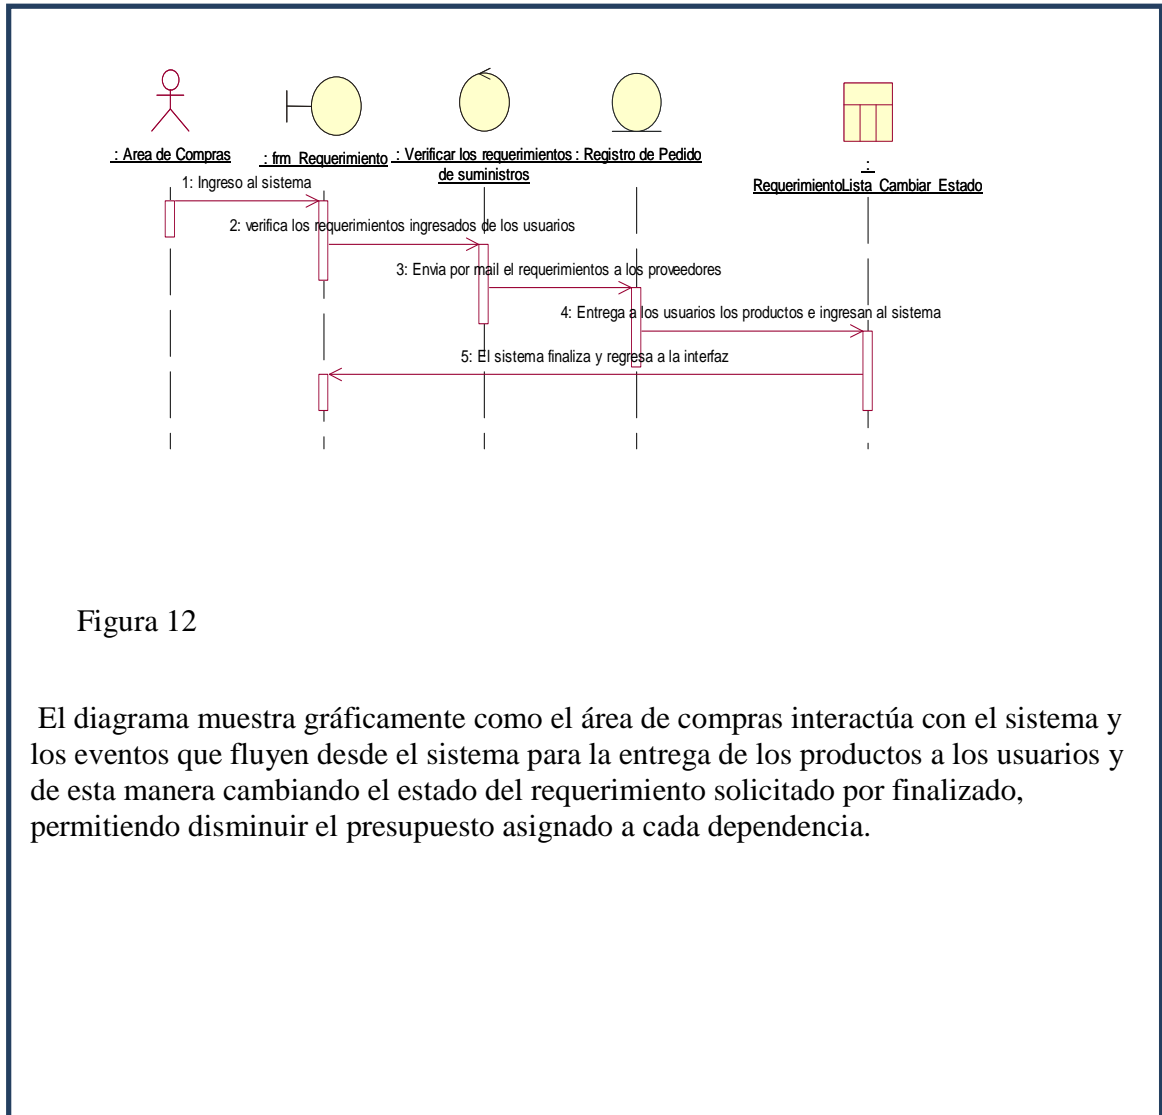 : Area de Compras
: frm_Requerimiento
: Verificar los requerimientos
de suministros
: Registro de Pedido
:
RequerimientoLista_Cambiar_Estado
1: Ingreso al sistema
2: verifica los requerimientos ingresados de los usuarios
3: Envia por mail el requerimientos a los proveedores
4: Entrega a los usuarios los productos e ingresan al sistema
5: El sistema finaliza y regresa a la interfaz
Figura 12
El diagrama muestra gráficamente como el área de compras interactúa con el sistema y
los eventos que fluyen desde el sistema para la entrega de los productos a los usuarios y
de esta manera cambiando el estado del requerimiento solicitado por finalizado,
permitiendo disminuir el presupuesto asignado a cada dependencia.